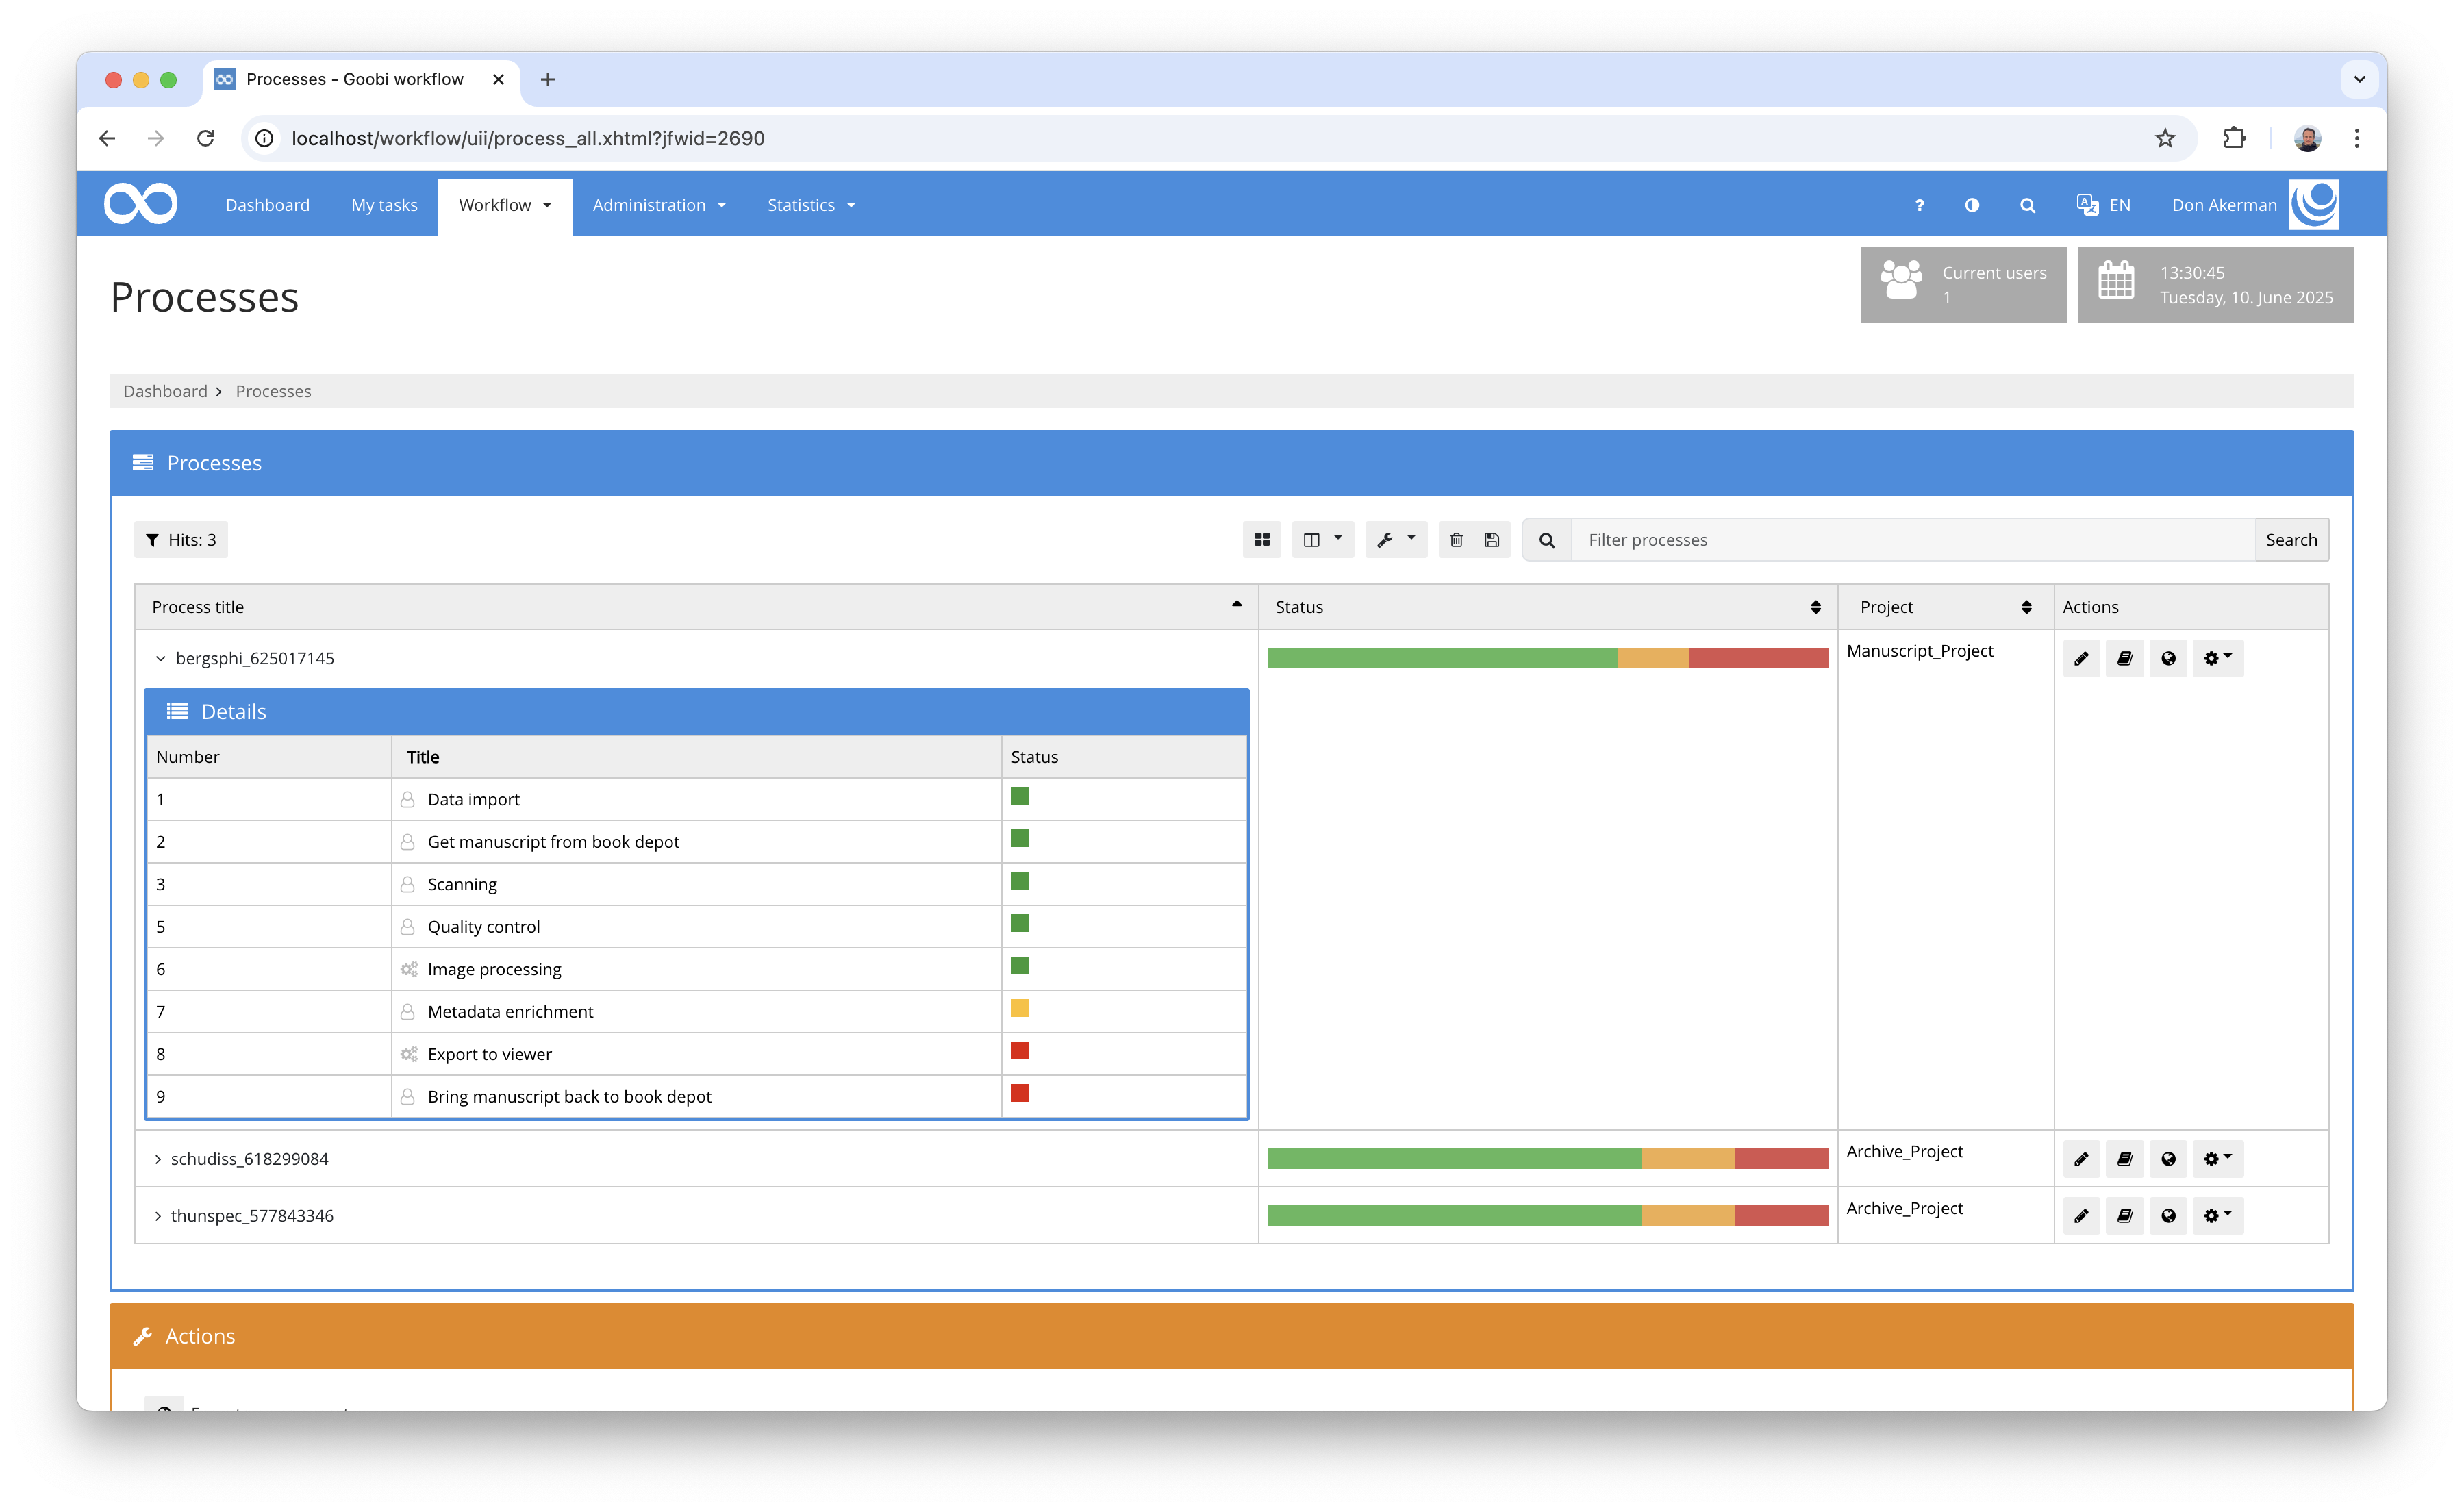 Processes - Goobi workflow
localhost/workflow/uii/process_all.xhtml?jfwid=2690
Dashboard My tasks Workflow Administration Statistics ? EN Don Akerman
Processes
Current users
1
13:30:45
Tuesday, 10. June 2025
Dashboard Processes
Processes
Hits: 3 Filter processes Search
Process title Status Project Actions
bergsphi_625017145 Manuscript_Project
Details
Number Title Status
1 Data import
2 Get manuscript from book depot
3 Scanning
5 Quality control
6 Image processing
7 Metadata enrichment
8 Export to viewer
9 Bring manuscript back to book depot
schudiss_618299084 Archive_Project
thunspec_577843346 Archive_Project
Actions